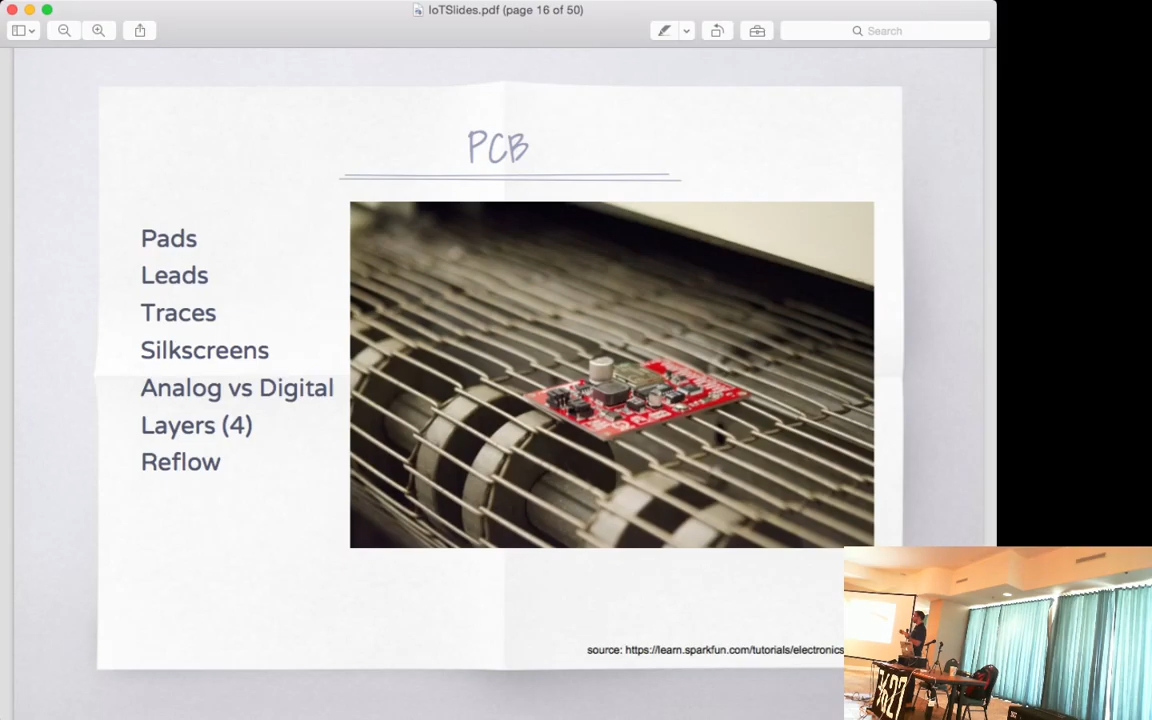 IoTSlides.pdf (page 16 of 50)
Search
PCB
Pads
Leads
Traces
Silkscreens
Analog vs Digital
Layers (4)
Reflow
source: https://learn.sparkfun.com/tutorials/electronics